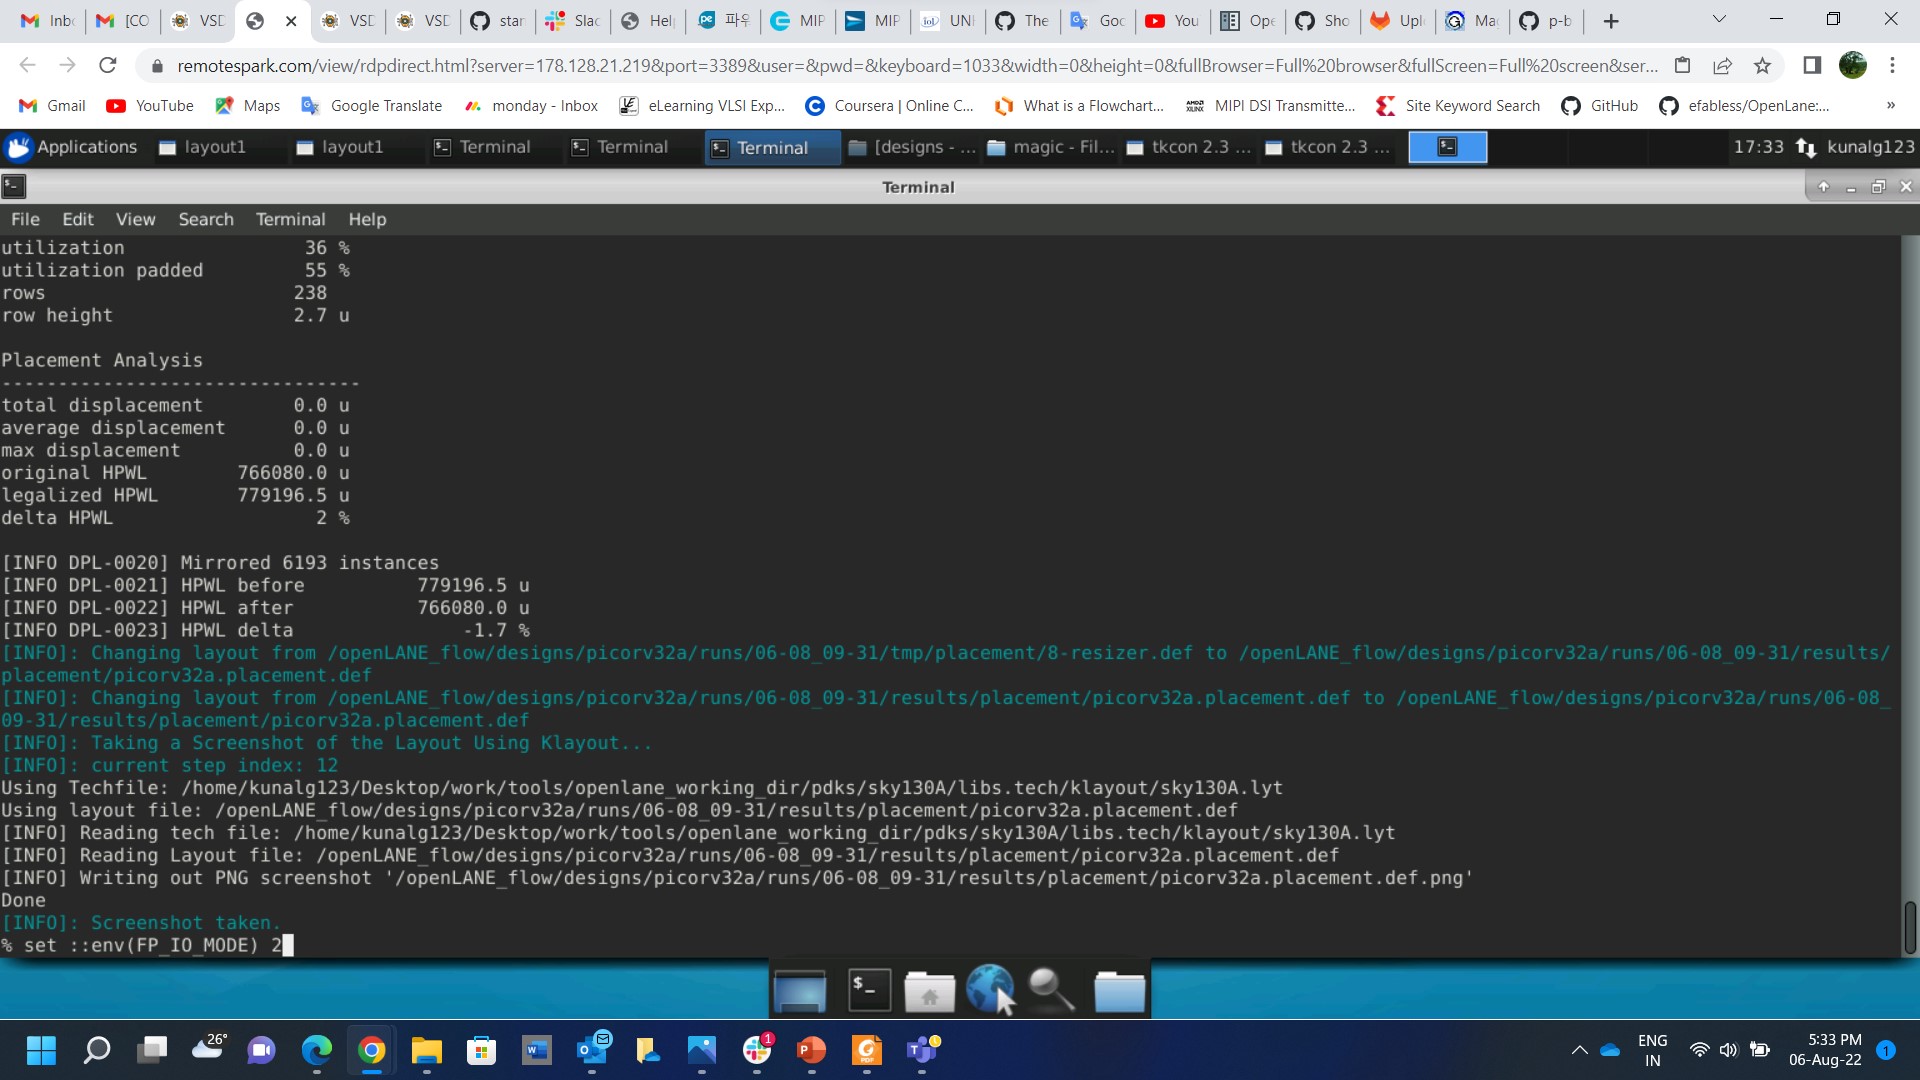 Inb
[CO
VSD
VSD
VSD
star
Slac
Hel
파우
MIP
MIP
UNI
The
Goo
You
Ope
Sho
Upl
Ma
p-b
remotespark.com/view/rdpdirect.html?server=178.128.21.219&port=3389&user=&pwd=&keyboard=1033&width=0&height=0&fullBrowser=Full%20browser&fullScreen=Full%20screen&ser...
Gmail
YouTube
Maps
Google Translate
monday - Inbox
eLearning VLSI Exp...
Coursera | Online C...
What is a Flowchart...
MIPI DSI Transmitte...
Site Keyword Search
GitHub
efabless/OpenLane:...
»
Applications
layout1
layout1
Terminal
Terminal
Terminal
[designs - ...
magic - Fil...
tkcon 2.3 ...
tkcon 2.3 ...
17:33
kunalg123
Terminal
File Edit View Search Terminal Help
utilization 36 %
utilization padded 55 %
rows 238
row height 2.7 u
Placement Analysis
--------------------------------
total displacement 0.0 u
average displacement 0.0 u
max displacement 0.0 u
original HPWL 766080.0 u
legalized HPWL 779196.5 u
delta HPWL 2 %
[INFO DPL-0020] Mirrored 6193 instances
[INFO DPL-0021] HPWL before 779196.5 u
[INFO DPL-0022] HPWL after 766080.0 u
[INFO DPL-0023] HPWL delta -1.7 %
[INFO]: Changing layout from /openLANE_flow/designs/picorv32a/runs/06-08_09-31/tmp/placement/8-resizer.def to /openLANE_flow/designs/picorv32a/runs/06-08_09-31/results/
placement/picorv32a.placement.def
[INFO]: Changing layout from /openLANE_flow/designs/picorv32a/runs/06-08_09-31/results/placement/picorv32a.placement.def to /openLANE_flow/designs/picorv32a/runs/06-08_
09-31/results/placement/picorv32a.placement.def
[INFO]: Taking a Screenshot of the Layout Using Klayout...
[INFO]: current step index: 12
Using Techfile: /home/kunalg123/Desktop/work/tools/openlane_working_dir/pdks/sky130A/libs.tech/klayout/sky130A.lyt
Using layout file: /openLANE_flow/designs/picorv32a/runs/06-08_09-31/results/placement/picorv32a.placement.def
[INFO] Reading tech file: /home/kunalg123/Desktop/work/tools/openlane_working_dir/pdks/sky130A/libs.tech/klayout/sky130A.lyt
[INFO] Reading Layout file: /openLANE_flow/designs/picorv32a/runs/06-08_09-31/results/placement/picorv32a.placement.def
[INFO] Writing out PNG screenshot '/openLANE_flow/designs/picorv32a/runs/06-08_09-31/results/placement/picorv32a.placement.def.png'
Done
[INFO]: Screenshot taken.
% set ::env(FP_IO_MODE) 2
26°
1
ENG
IN
5:33 PM
06-Aug-22
1